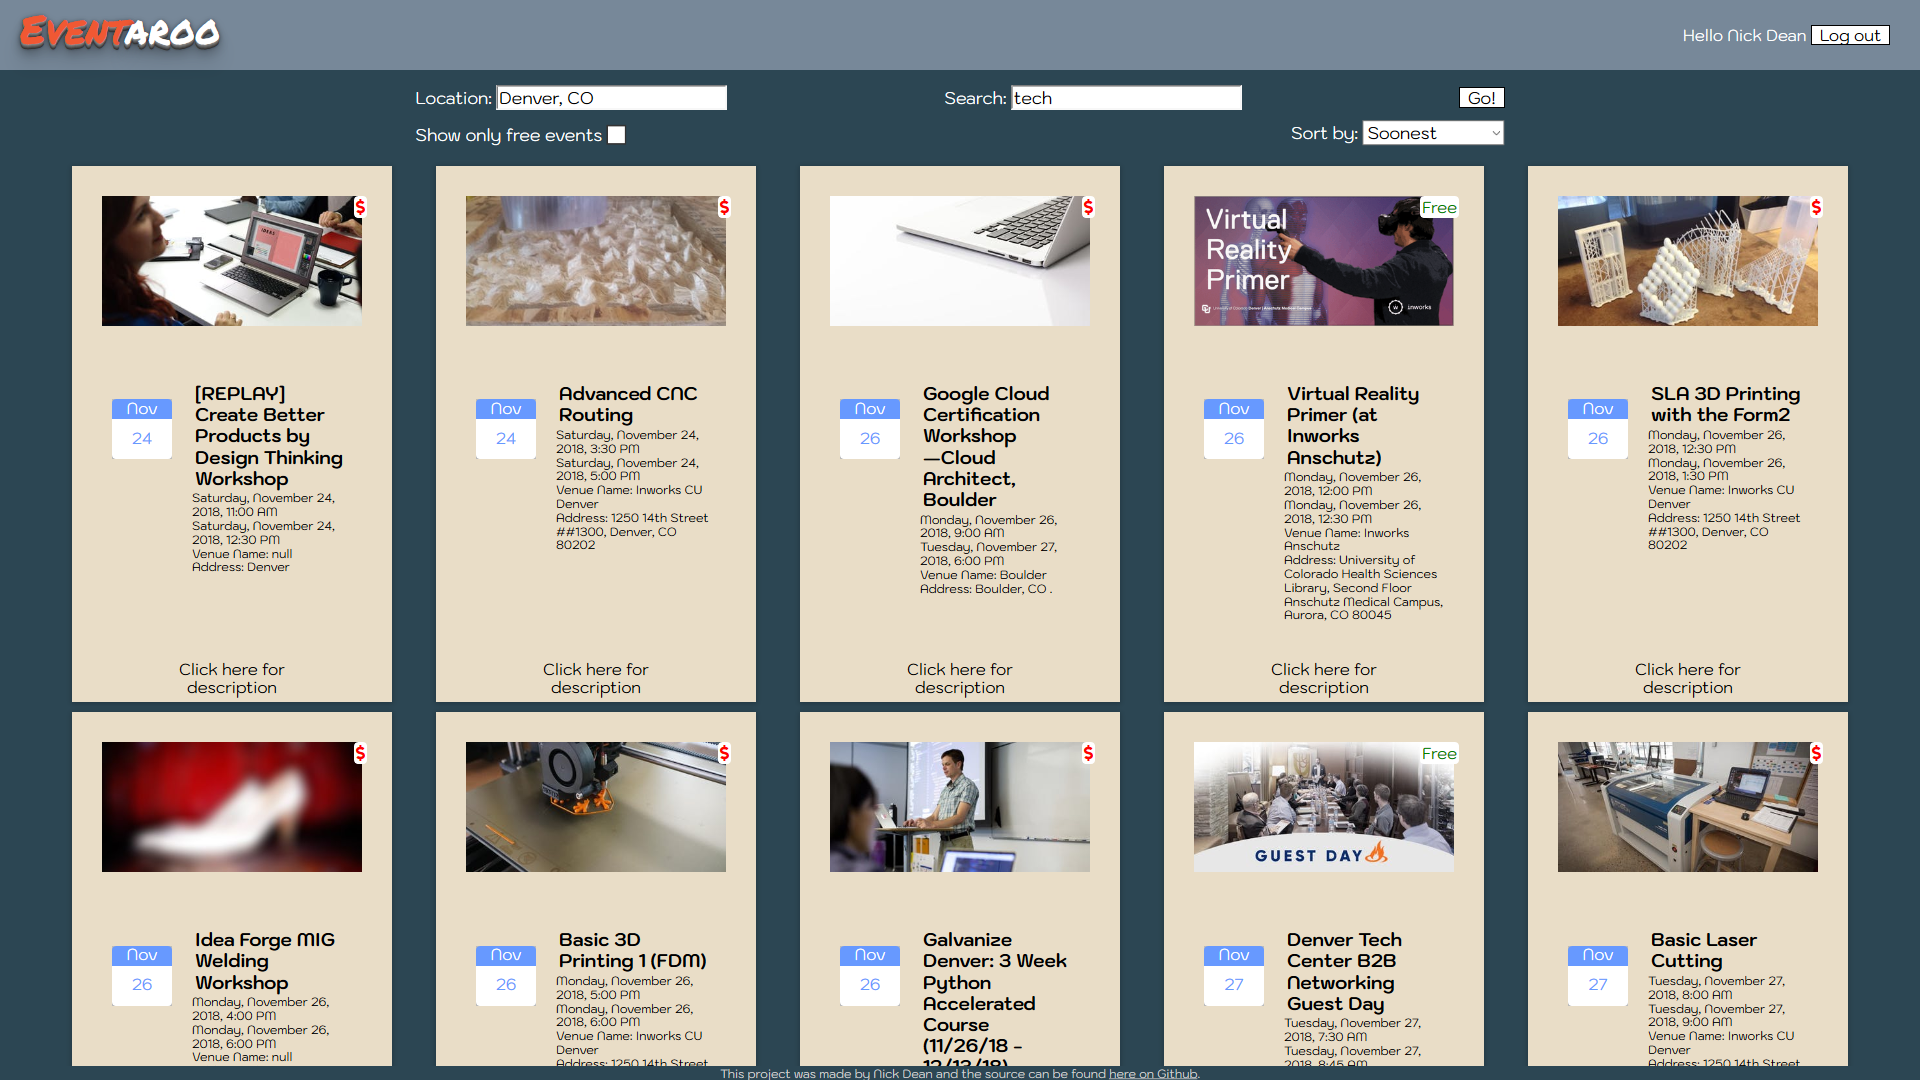 EVENTAROO
Hello Nick Dean Log out
Location: Denver, CO
Search: tech
Go!
Show only free events
Sort by: Soonest
$
IDEAS
Nov
24
[REPLAY]
Create Better
Products by
Design Thinking
Workshop
Saturday, November 24,
2018, 11:00 AM
Saturday, November 24,
2018, 12:30 PM
Venue Name: null
Address: Denver
Click here for
description
$
Nov
24
Advanced CNC
Routing
Saturday, November 24,
2018, 3:30 PM
Saturday, November 24,
2018, 5:00 PM
Venue Name: Inworks CU
Denver
Address: 1250 14th Street
##1300, Denver, CO
80202
Click here for
description
$
Nov
26
Google Cloud
Certification
Workshop
—Cloud
Architect,
Boulder
Monday, November 26,
2018, 9:00 AM
Tuesday, November 27,
2018, 6:00 PM
Venue Name: Boulder
Address: Boulder, CO .
Click here for
description
Free
Virtual
Reality
Primer
inworks
Nov
26
Virtual Reality
Primer (at
Inworks
Anschutz)
Monday, November 26,
2018, 12:00 PM
Monday, November 26,
2018, 12:30 PM
Venue Name: Inworks
Anschutz
Address: University of
Colorado Health Sciences
Library, Second Floor
Anschutz Medical Campus,
Aurora, CO 80045
Click here for
description
$
Nov
26
SLA 3D Printing
with the Form2
Monday, November 26,
2018, 12:30 PM
Monday, November 26,
2018, 1:30 PM
Venue Name: Inworks CU
Denver
Address: 1250 14th Street
##1300, Denver, CO
80202
Click here for
description
$
Nov
26
Idea Forge MIG
Welding
Workshop
Monday, November 26,
2018, 4:00 PM
Monday, November 26,
2018, 6:00 PM
Venue Name: null
$
Nov
26
Basic 3D
Printing 1 (FDM)
Monday, November 26,
2018, 5:00 PM
Monday, November 26,
2018, 6:00 PM
Venue Name: Inworks CU
Denver
Address: 1250 14th Street
$
Nov
26
Galvanize
Denver: 3 Week
Python
Accelerated
Course
(11/26/18 -
12/12/18)
Free
GUEST DAY
Nov
27
Denver Tech
Center B2B
Networking
Guest Day
Tuesday, November 27,
2018, 7:30 AM
Tuesday, November 27,
2018, 8:45 AM
$
Nov
27
Basic Laser
Cutting
Tuesday, November 27,
2018, 8:00 AM
Tuesday, November 27,
2018, 9:00 AM
Venue Name: Inworks CU
Denver
Address: 1250 14th Street
This project was made by Nick Dean and the source can be found here on Github.